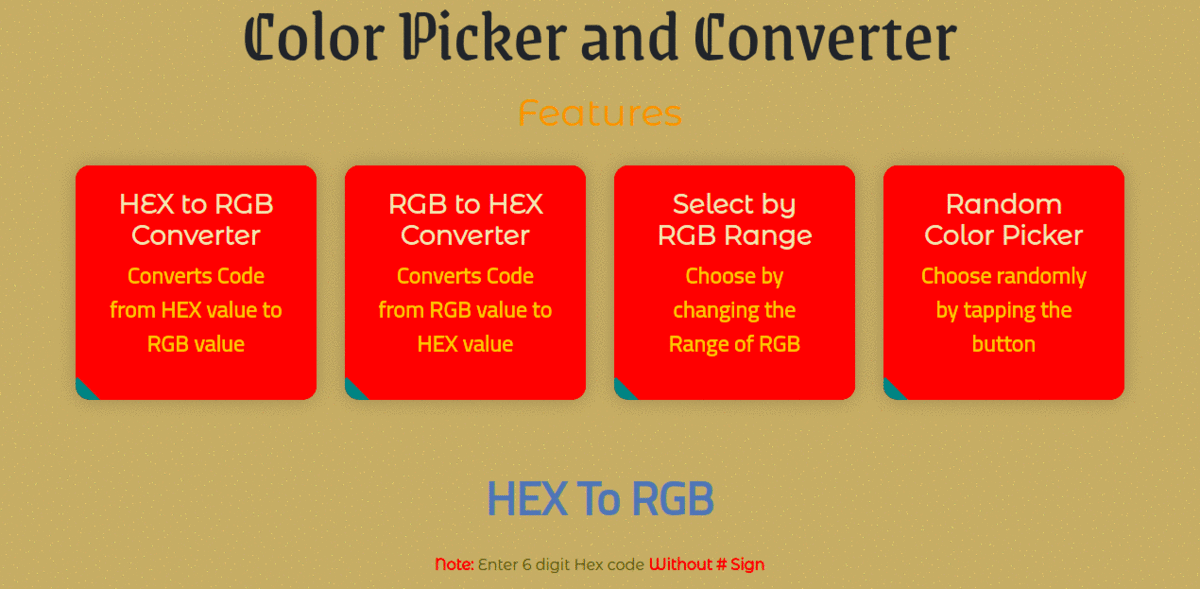 Color Picker and Converter
Features
HEX to RGB
Converter
Converts Code
from HEX value to
RGB value
RGB to HEX
Converter
Converts Code
from RGB value to
HEX value
Select by
RGB Range
Choose by
changing the
Range of RGB
Random
Color Picker
Choose randomly
by tapping the
button
HEX To RGB
Note: Enter 6 digit Hex code Without # Sign